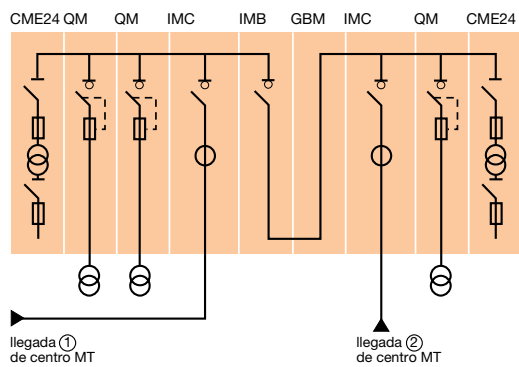 CME24 QM QM IMC IMB GBM IMC QM CME24
llegada 1
de centro MT
llegada 2
de centro MT